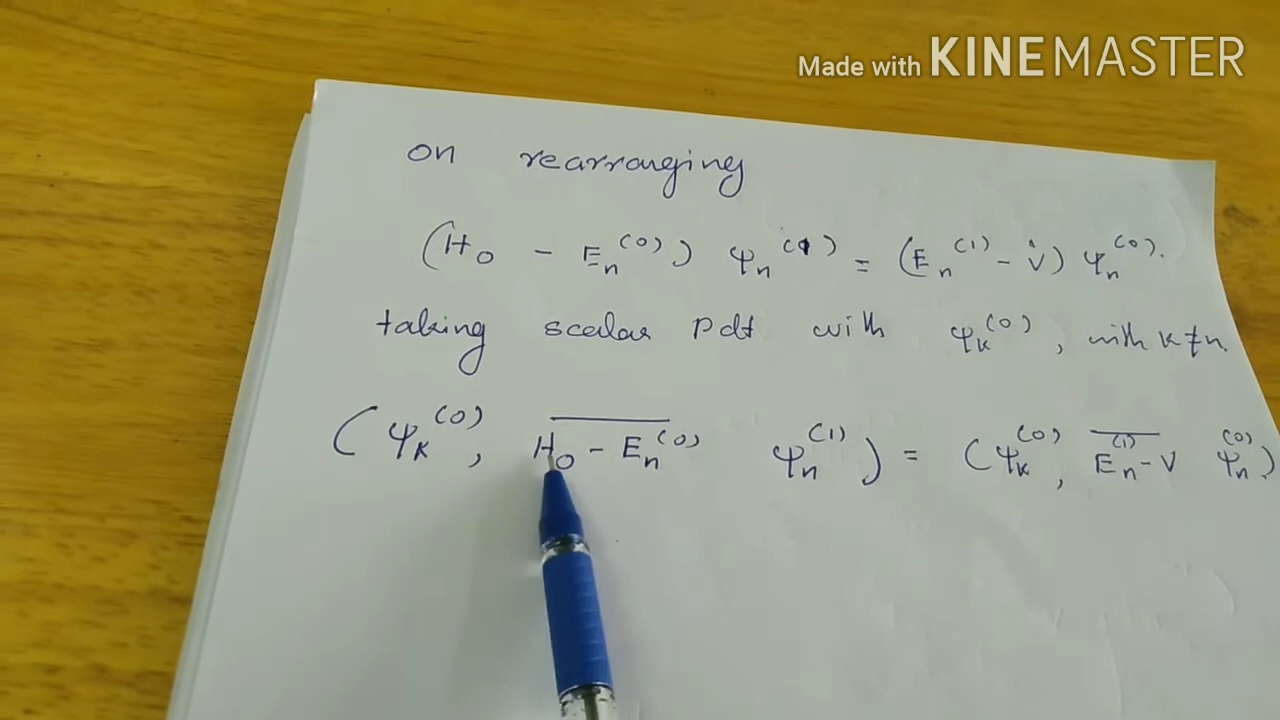 Made with KINEMASTER
on rearranging
(H₀ - Eₙ⁽⁰⁾) ψₙ⁽¹⁾ = (Eₙ⁽¹⁾ - V) ψₙ⁽⁰⁾.
taking scalar pdt with ψₖ⁽⁰⁾, with k≠n.
(ψₖ⁽⁰⁾, H₀ - Eₙ⁽⁰⁾ ψₙ⁽¹⁾) = (ψₖ⁽⁰⁾, Eₙ⁽¹⁾ - V ψₙ⁽⁰⁾)